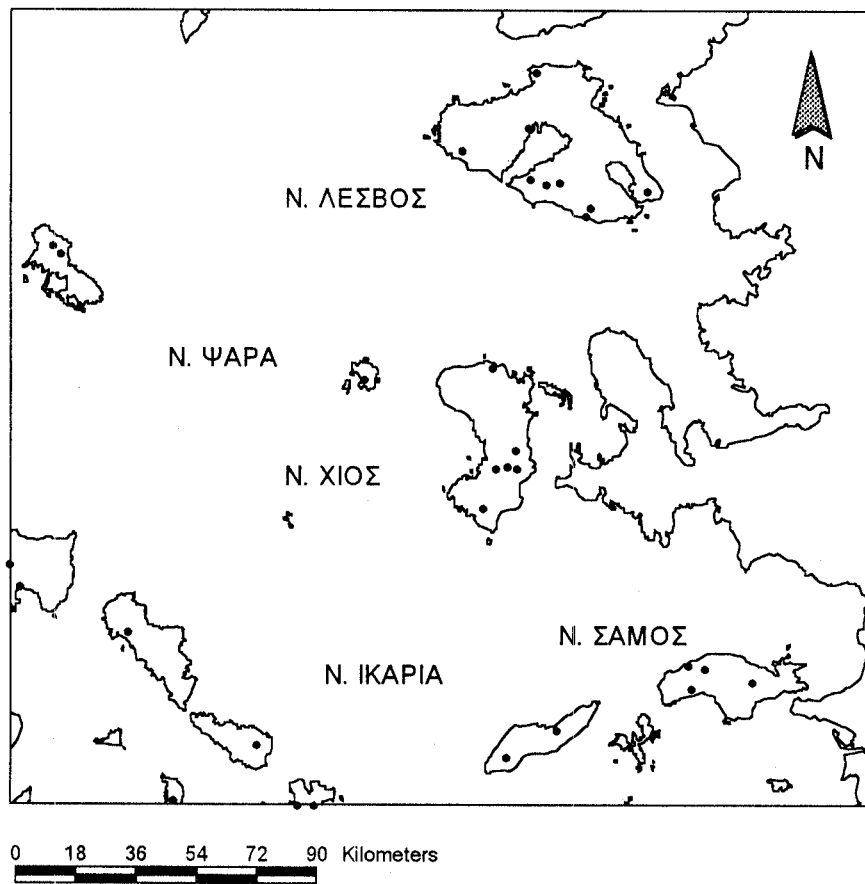 N
Ν. ΛΕΣΒΟΣ
Ν. ΨΑΡΑ
Ν. ΧΙΟΣ
Ν. ΣΑΜΟΣ
Ν. ΙΚΑΡΙΑ
0 18 36 54 72 90 Kilometers